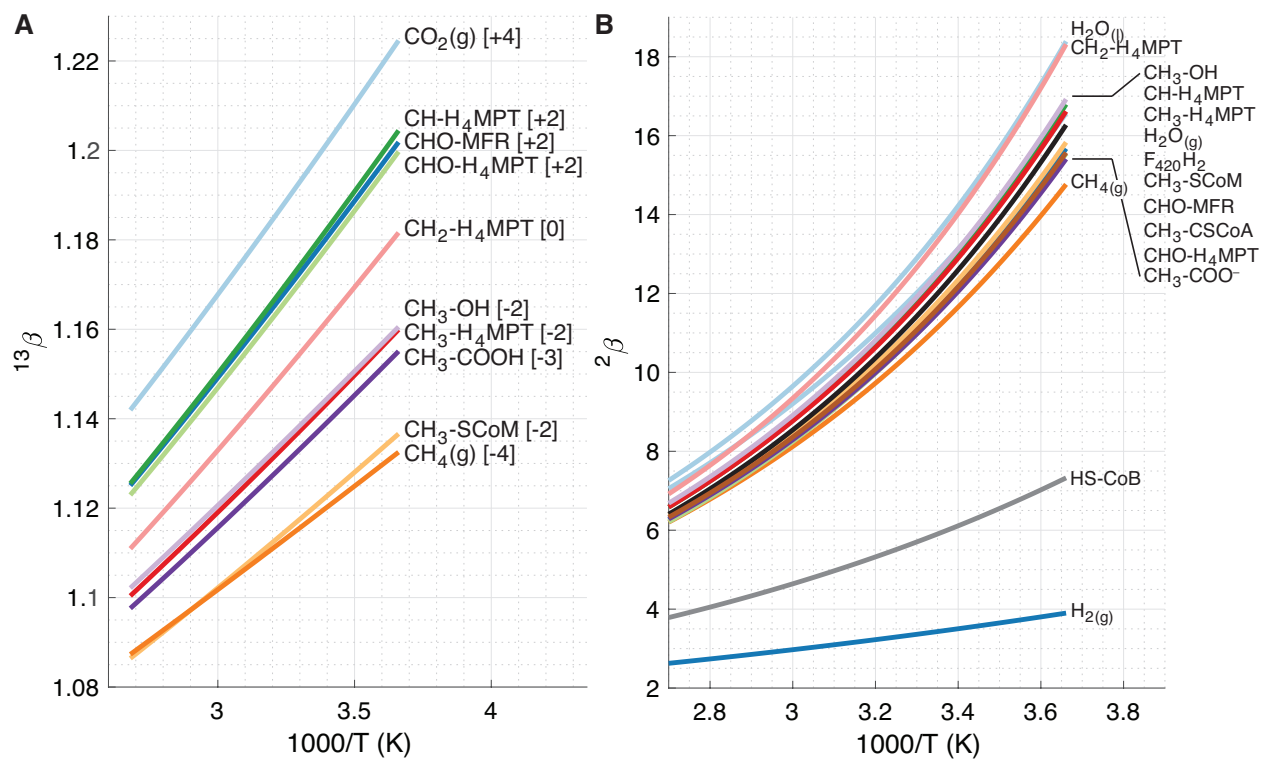 A
1.22
1.2
1.18
1.16
1.14
1.12
1.1
1.08
¹³β
3
3.5
4
1000/T (K)
CO₂(g) [+4]
CH-H₄MPT [+2]
CHO-MFR [+2]
CHO-H₄MPT [+2]
CH₂-H₄MPT [0]
CH₃-OH [-2]
CH₃-H₄MPT [-2]
CH₃-COOH [-3]
CH₃-SCoM [-2]
CH₄(g) [-4]
B
18
16
14
12
10
8
6
4
2
²β
2.8
3
3.2
3.4
3.6
3.8
1000/T (K)
H₂O₍ₗ₎
CH₂-H₄MPT
CH₃-OH
CH-H₄MPT
CH₃-H₄MPT
H₂O(g)
F₄₂₀H₂
CH₄(g)
CH₃-SCoM
CHO-MFR
CH₃-CSCoA
CHO-H₄MPT
CH₃-COO⁻
HS-CoB
H₂(g)